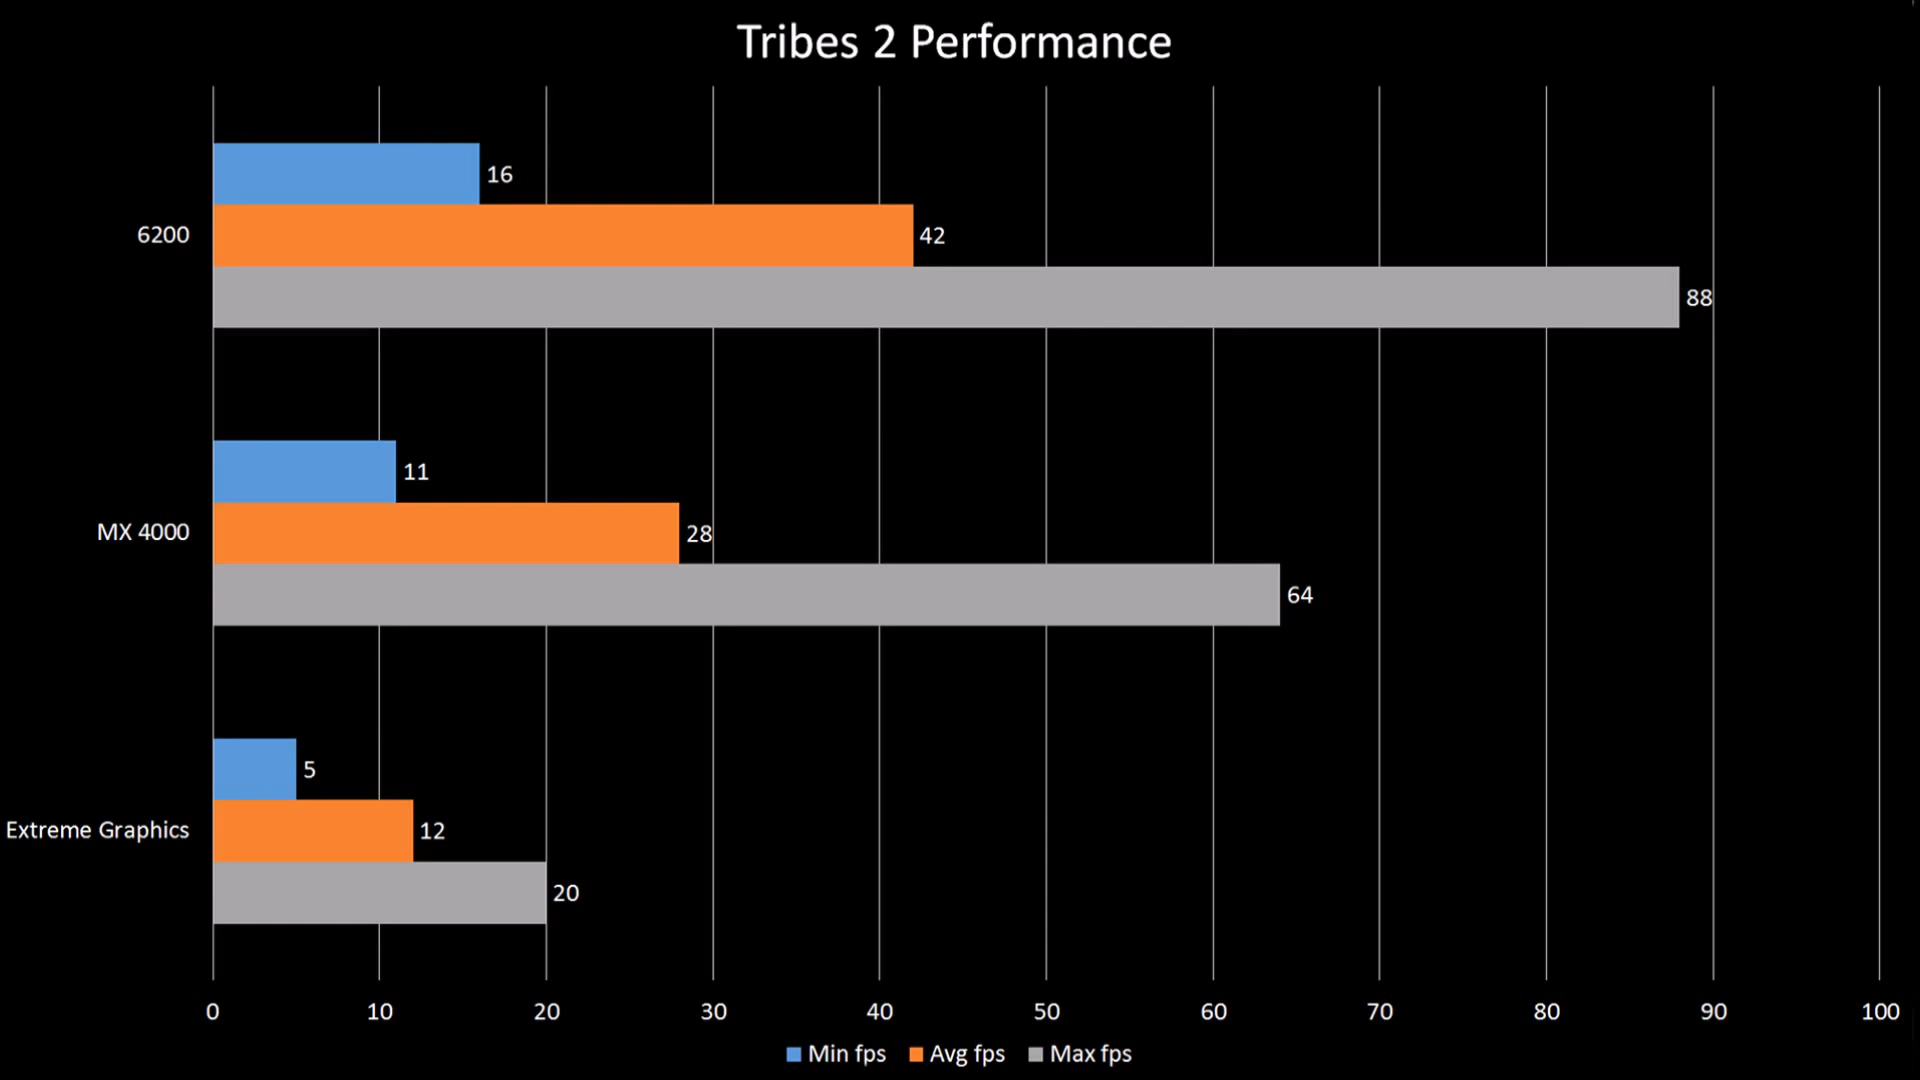 Tribes 2 Performance
16
6200
42
88
11
MX 4000
28
64
5
Extreme Graphics
12
20
0 10 20 30 40 50 60 70 80 90 100
Min fps Avg fps Max fps